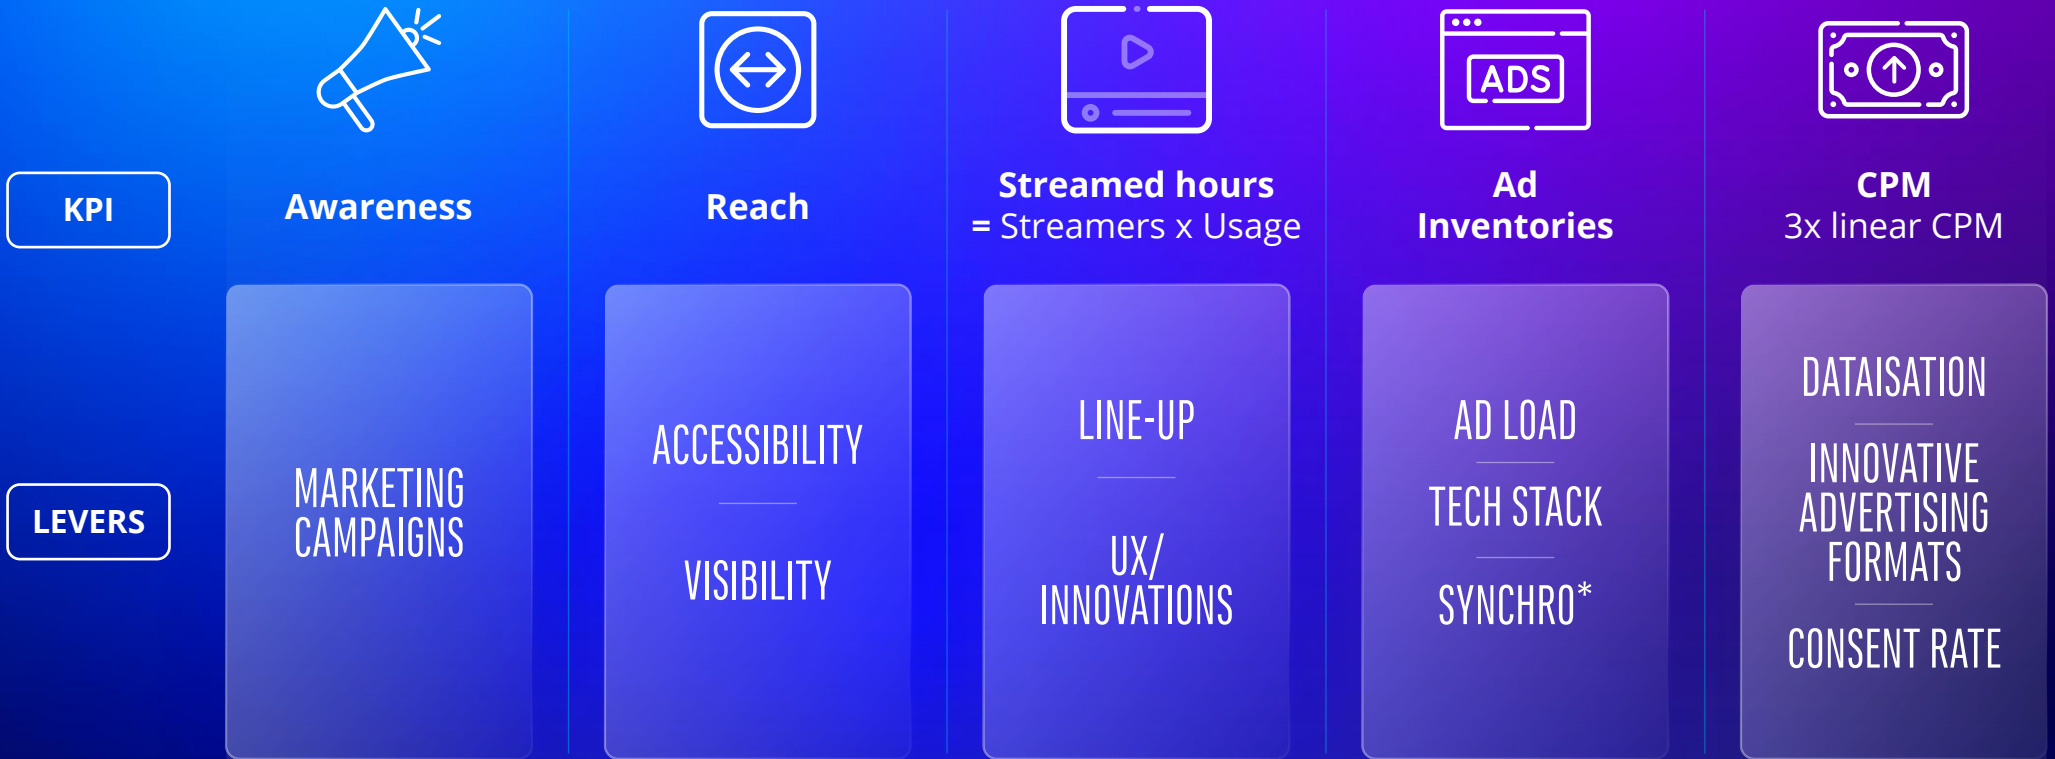 ADS
KPI
Awareness
Reach
Streamed hours
= Streamers x Usage
Ad
Inventories
CPM
3x linear CPM
LEVERS
MARKETING
CAMPAIGNS
ACCESSIBILITY
VISIBILITY
LINE-UP
UX/
INNOVATIONS
AD LOAD
TECH STACK
SYNCHRO*
DATAISATION
INNOVATIVE
ADVERTISING
FORMATS
CONSENT RATE